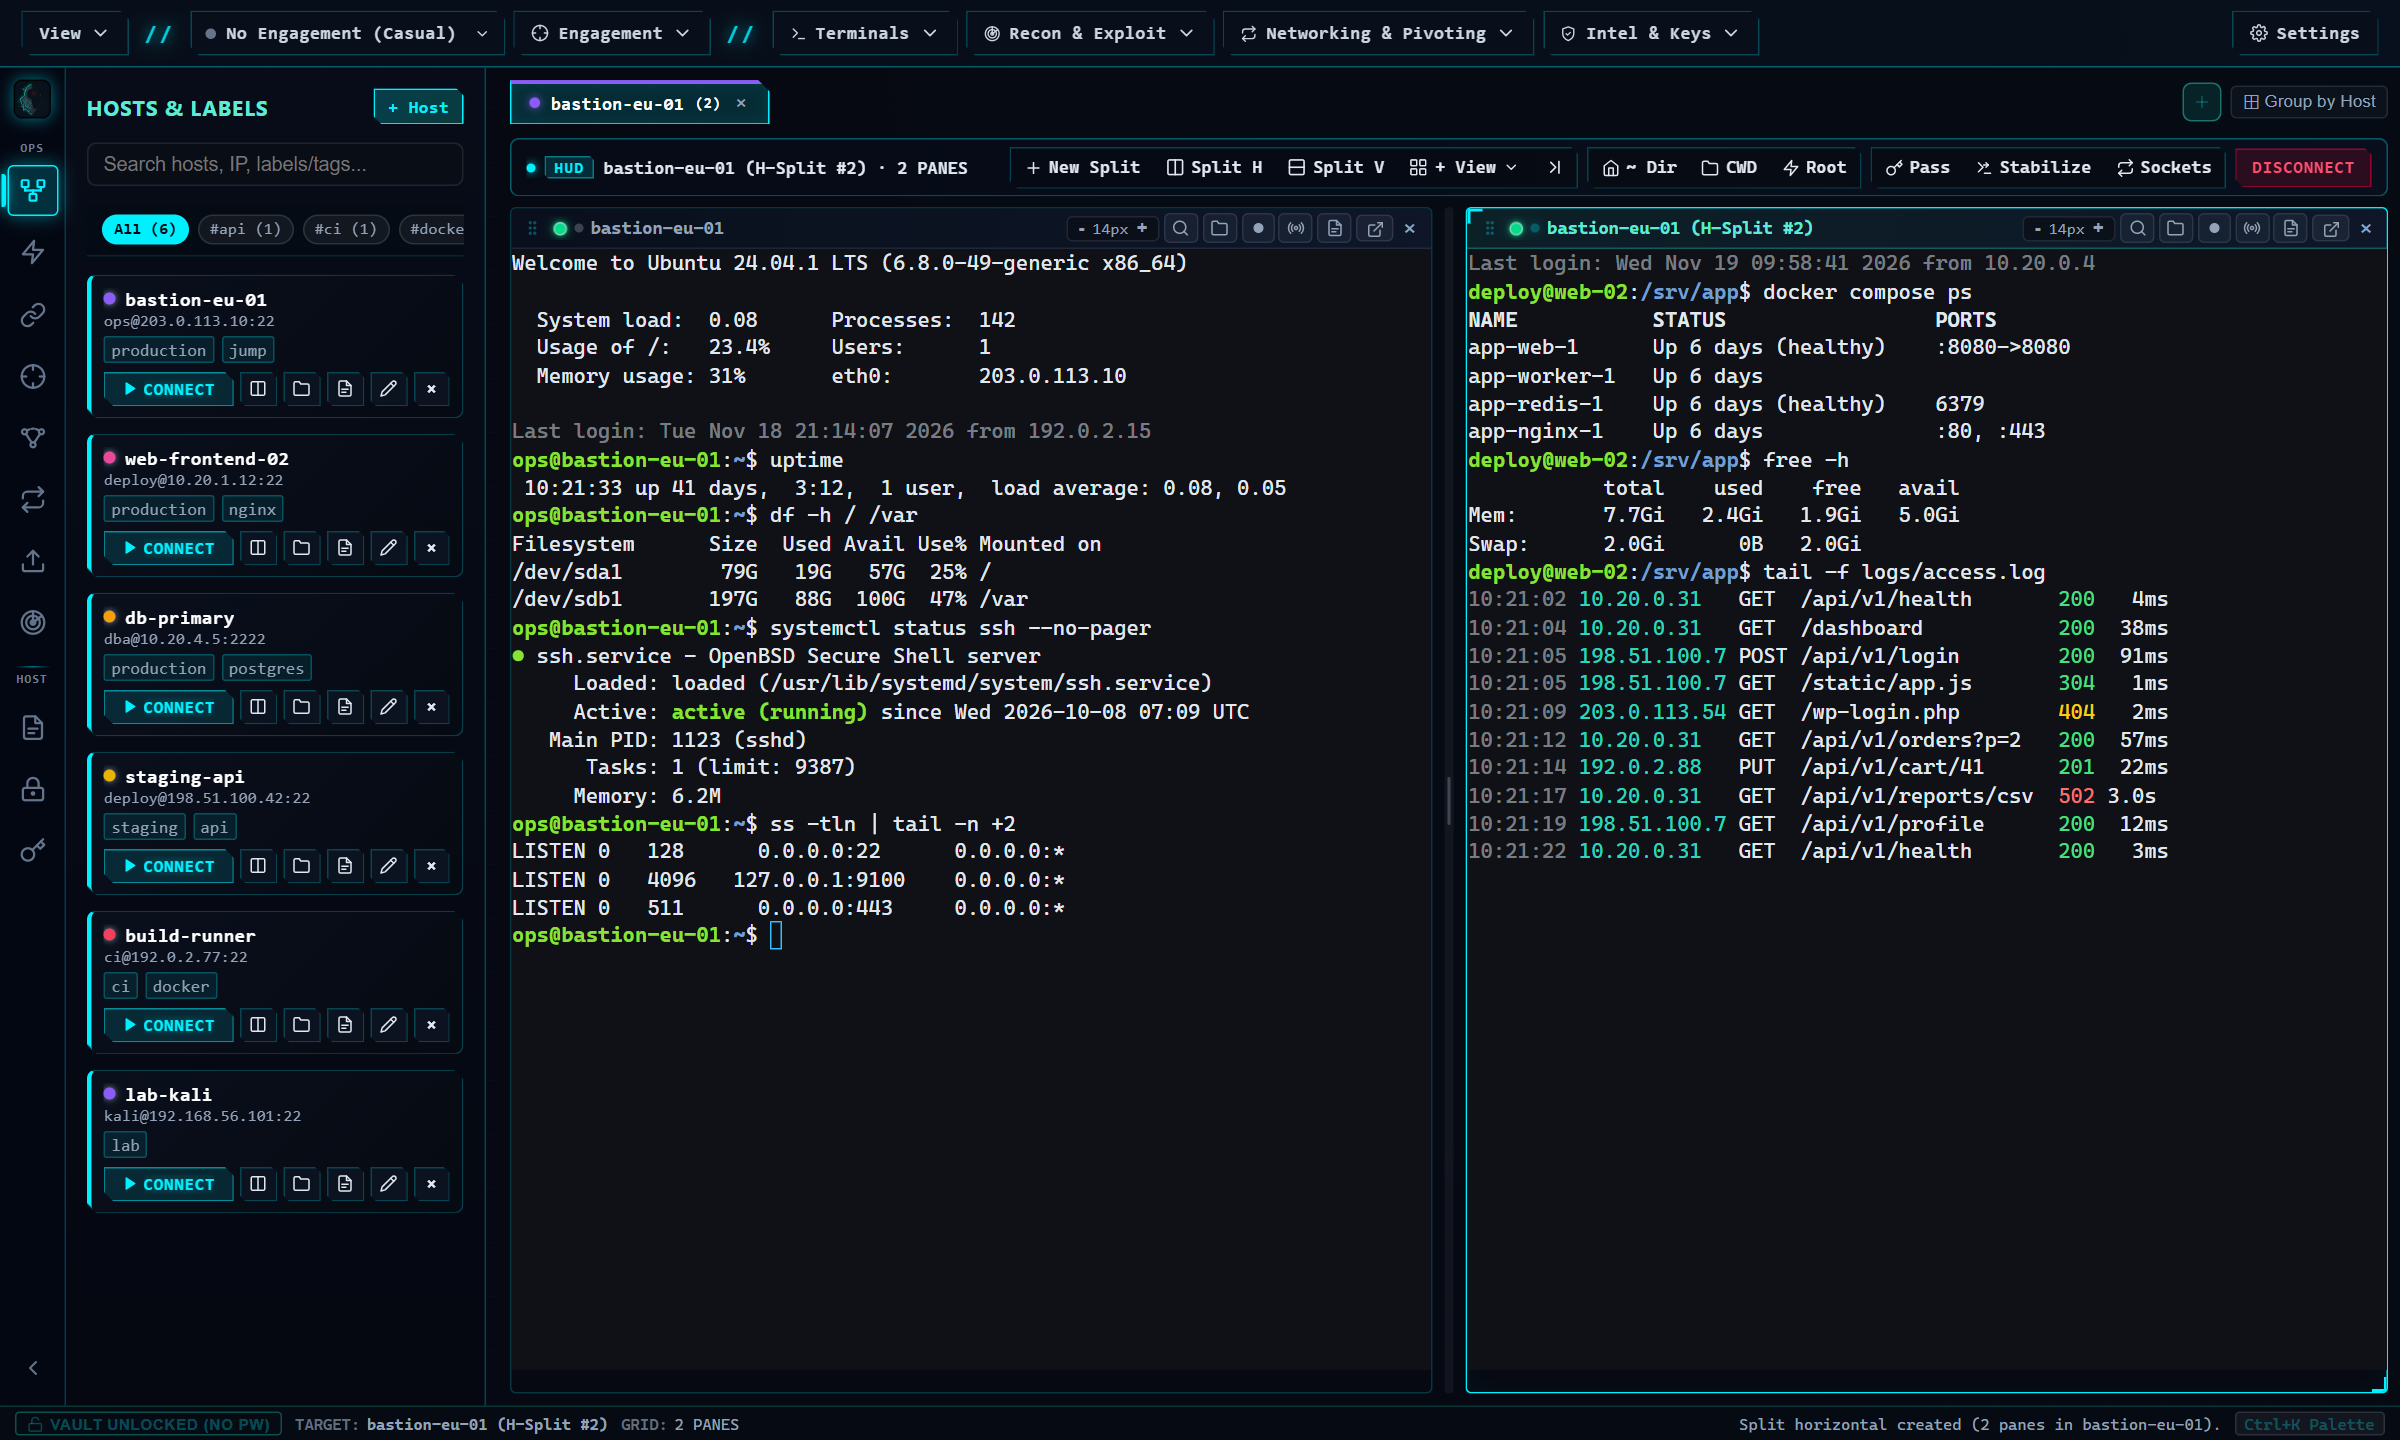 View // No Engagement (Casual) Engagement // Terminals Recon & Exploit Networking & Pivoting Intel & Keys Settings
OPS
HOST
HOSTS & LABELS + Host
Search hosts, IP, labels/tags...
All (6) #api (1) #ci (1) #docke
bastion-eu-01
ops@203.0.113.10:22
production jump
CONNECT
web-frontend-02
deploy@10.20.1.12:22
production nginx
CONNECT
db-primary
dba@10.20.4.5:2222
production postgres
CONNECT
staging-api
deploy@198.51.100.42:22
staging api
CONNECT
build-runner
ci@192.0.2.77:22
ci docker
CONNECT
lab-kali
kali@192.168.56.101:22
lab
CONNECT
bastion-eu-01 (2) ×
+ Group by Host
HUD bastion-eu-01 (H-Split #2) · 2 PANES + New Split Split H Split V + View ~ Dir CWD Root Pass Stabilize Sockets DISCONNECT
bastion-eu-01 - 14px +
Welcome to Ubuntu 24.04.1 LTS (6.8.0-49-generic x86_64)
System load: 0.08 Processes: 142
Usage of /: 23.4% Users: 1
Memory usage: 31% eth0: 203.0.113.10
Last login: Tue Nov 18 21:14:07 2026 from 192.0.2.15
ops@bastion-eu-01:~$ uptime
10:21:33 up 41 days, 3:12, 1 user, load average: 0.08, 0.05
ops@bastion-eu-01:~$ df -h / /var
Filesystem Size Used Avail Use% Mounted on
/dev/sda1 79G 19G 57G 25% /
/dev/sdb1 197G 88G 100G 47% /var
ops@bastion-eu-01:~$ systemctl status ssh --no-pager
● ssh.service - OpenBSD Secure Shell server
Loaded: loaded (/usr/lib/systemd/system/ssh.service)
Active: active (running) since Wed 2026-10-08 07:09 UTC
Main PID: 1123 (sshd)
Tasks: 1 (limit: 9387)
Memory: 6.2M
ops@bastion-eu-01:~$ ss -tln | tail -n +2
LISTEN 0 128 0.0.0.0:22 0.0.0.0:*
LISTEN 0 4096 127.0.0.1:9100 0.0.0.0:*
LISTEN 0 511 0.0.0.0:443 0.0.0.0:*
ops@bastion-eu-01:~$
bastion-eu-01 (H-Split #2) - 14px +
Last login: Wed Nov 19 09:58:41 2026 from 10.20.0.4
deploy@web-02:/srv/app$ docker compose ps
NAME STATUS PORTS
app-web-1 Up 6 days (healthy) :8080->8080
app-worker-1 Up 6 days
app-redis-1 Up 6 days (healthy) 6379
app-nginx-1 Up 6 days :80, :443
deploy@web-02:/srv/app$ free -h
total used free avail
Mem: 7.7Gi 2.4Gi 1.9Gi 5.0Gi
Swap: 2.0Gi 0B 2.0Gi
deploy@web-02:/srv/app$ tail -f logs/access.log
10:21:02 10.20.0.31 GET /api/v1/health 200 4ms
10:21:04 10.20.0.31 GET /dashboard 200 38ms
10:21:05 198.51.100.7 POST /api/v1/login 200 91ms
10:21:05 198.51.100.7 GET /static/app.js 304 1ms
10:21:09 203.0.113.54 GET /wp-login.php 404 2ms
10:21:12 10.20.0.31 GET /api/v1/orders?p=2 200 57ms
10:21:14 192.0.2.88 PUT /api/v1/cart/41 201 22ms
10:21:17 10.20.0.31 GET /api/v1/reports/csv 502 3.0s
10:21:19 198.51.100.7 GET /api/v1/profile 200 12ms
10:21:22 10.20.0.31 GET /api/v1/health 200 3ms
VAULT UNLOCKED (NO PW) TARGET: bastion-eu-01 (H-Split #2) GRID: 2 PANES Split horizontal created (2 panes in bastion-eu-01). Ctrl+K Palette